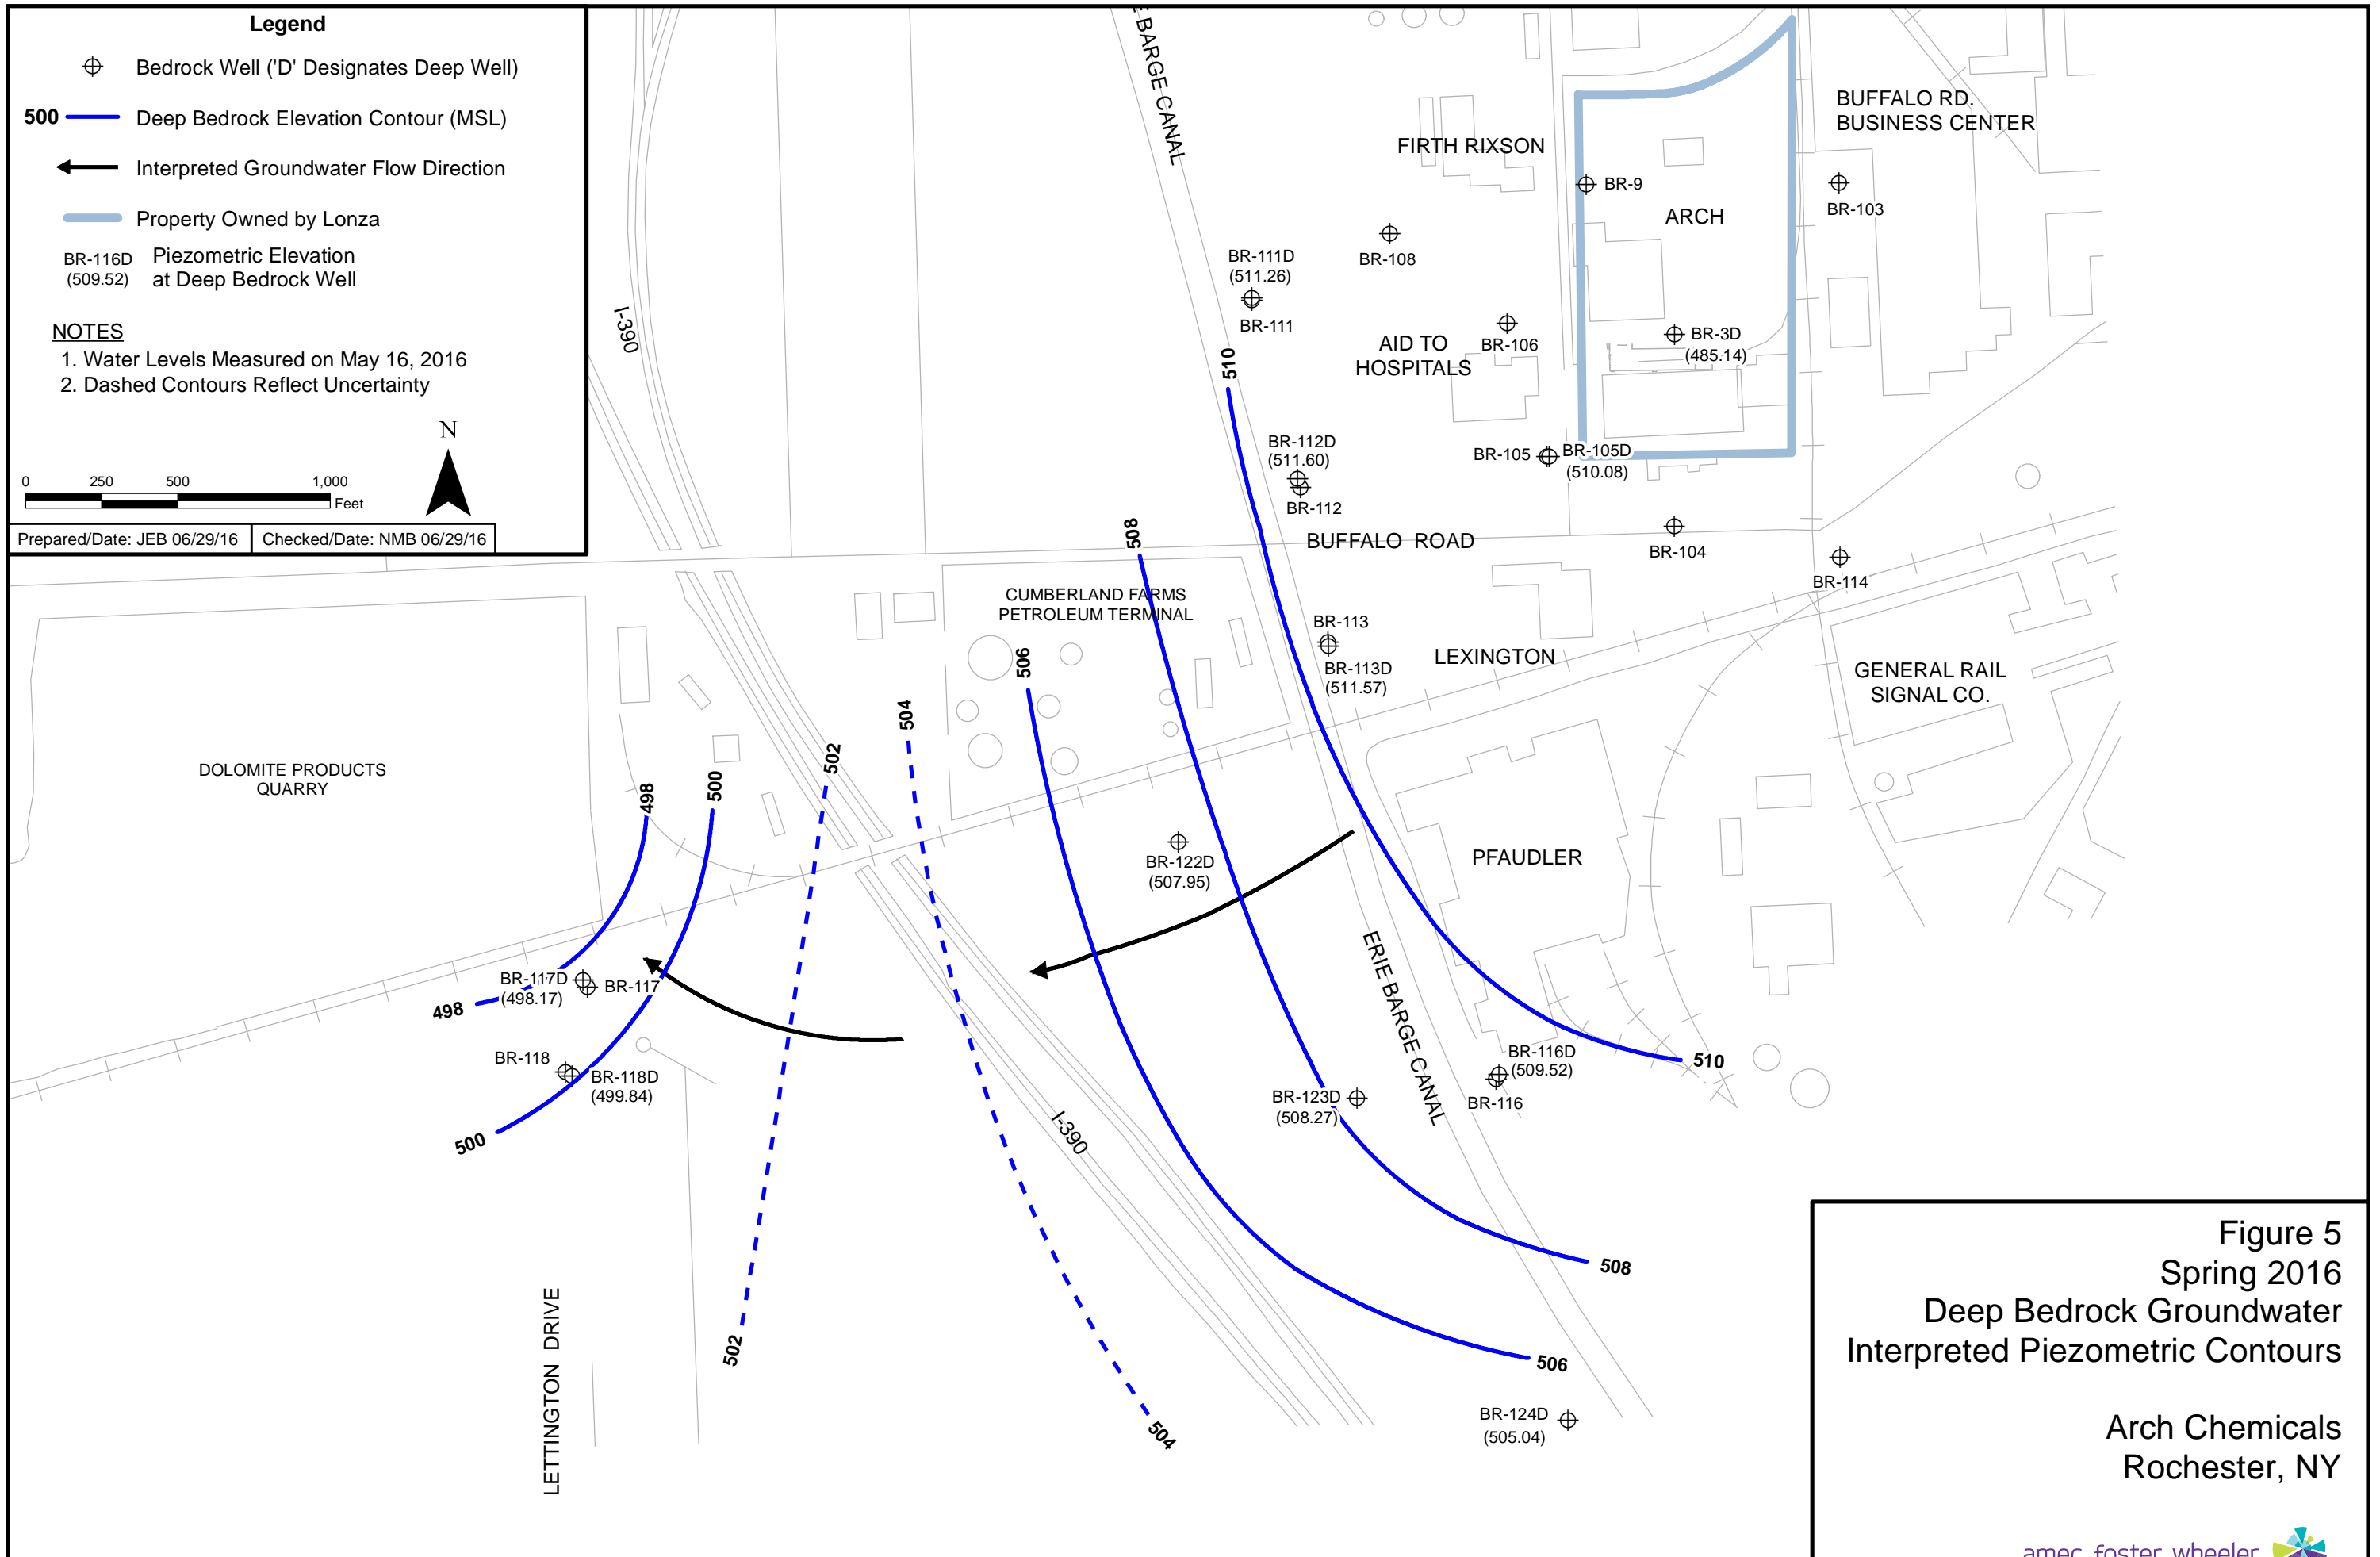 Legend
Bedrock Well ('D' Designates Deep Well)
500 Deep Bedrock Elevation Contour (MSL)
Interpreted Groundwater Flow Direction
Property Owned by Lonza
BR-116D
(509.52)
Piezometric Elevation
at Deep Bedrock Well
NOTES
1. Water Levels Measured on May 16, 2016
2. Dashed Contours Reflect Uncertainty
N
0 250 500 1,000
Feet
Prepared/Date: JEB 06/29/16
Checked/Date: NMB 06/29/16
I-390
E BARGE CANAL
FIRTH RIXSON
BUFFALO RD.
BUSINESS CENTER
BR-9
ARCH
BR-103
BR-108
BR-111D
(511.26)
BR-111
BR-106
AID TO
HOSPITALS
BR-3D
(485.14)
510
BR-112D
(511.60)
BR-112
BR-105
BR-105D
(510.08)
BUFFALO ROAD
BR-104
BR-114
508
CUMBERLAND FARMS
PETROLEUM TERMINAL
BR-113
BR-113D
(511.57)
LEXINGTON
GENERAL RAIL
SIGNAL CO.
506
504
502
500
498
DOLOMITE PRODUCTS
QUARRY
BR-122D
(507.95)
PFAUDLER
BR-117D
(498.17)
BR-117
498
ERIE BARGE CANAL
BR-118
BR-118D
(499.84)
500
BR-116D
(509.52)
BR-116
510
BR-123D
(508.27)
I-390
508
506
502
504
LETTINGTON DRIVE
BR-124D
(505.04)
Figure 5
Spring 2016
Deep Bedrock Groundwater
Interpreted Piezometric Contours
Arch Chemicals
Rochester, NY
amec foster wheeler